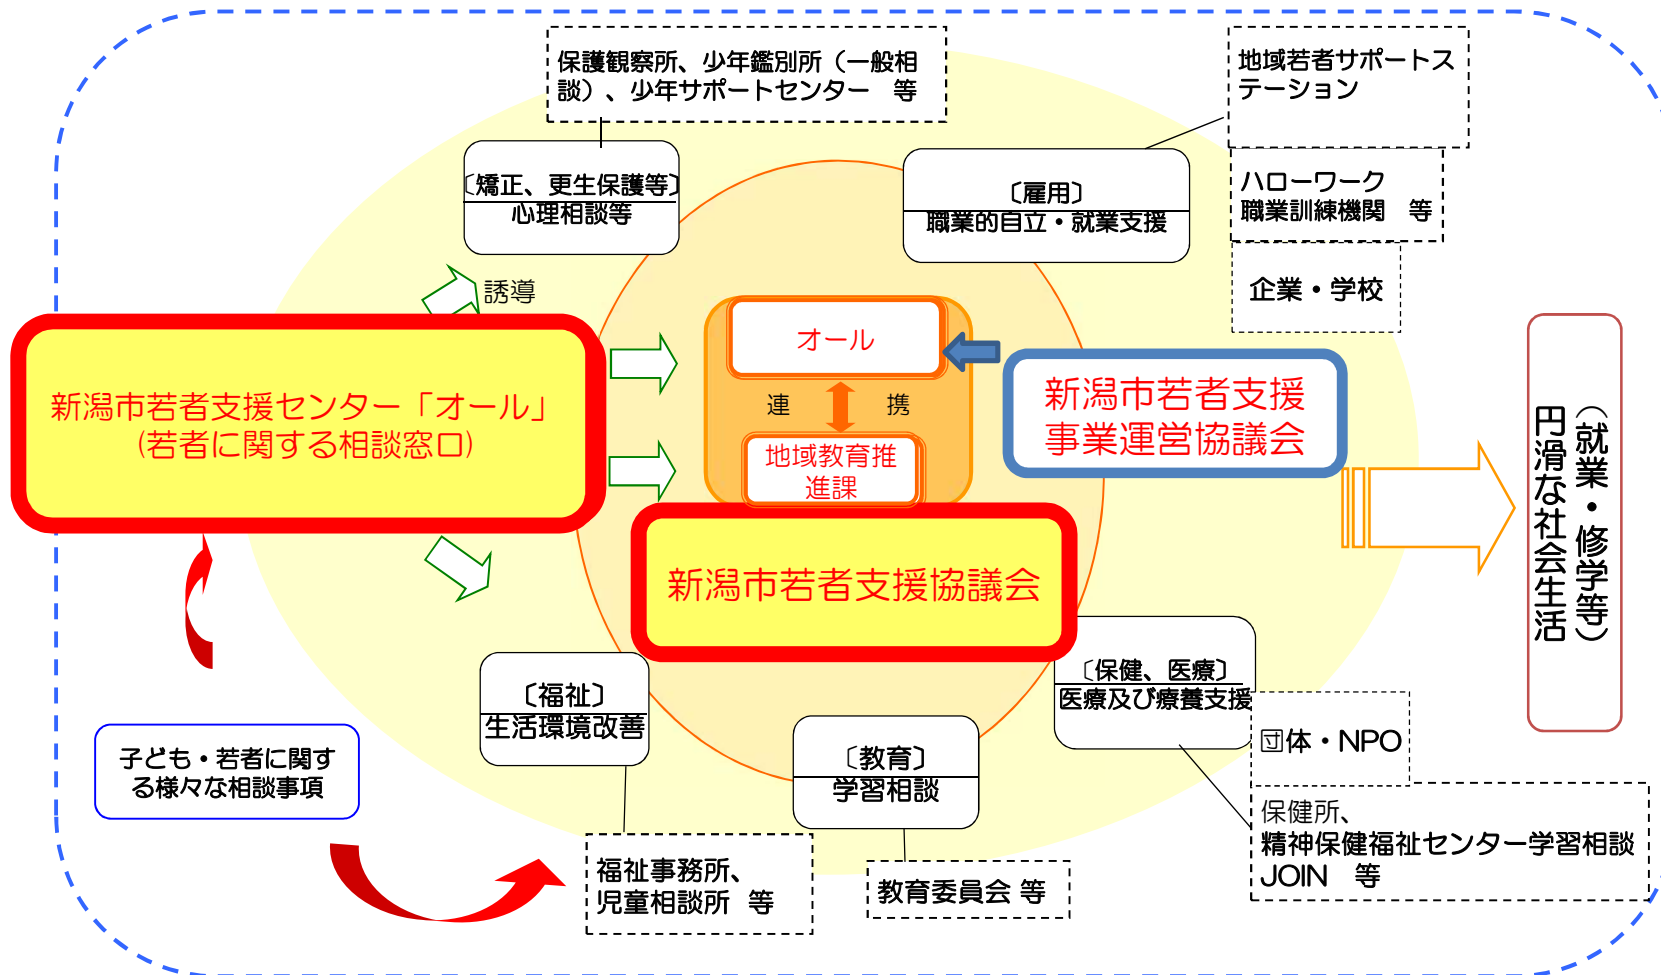 保護観察所、少年鑑別所（一般相
談）、少年サポートセンター　等
地域若者サポートス
テーション
〔矯正、更生保護等〕
心理相談等
〔雇用〕
職業的自立・就業支援
ハローワーク
職業訓練機関　等
企業・学校
誘導
オール
連　携
地域教育推
進課
新潟市若者支援センター「オール」
(若者に関する相談窓口)
新潟市若者支援
事業運営協議会
（就業・修学等）
円滑な社会生活
新潟市若者支援協議会
〔福祉〕
生活環境改善
〔保健、医療〕
医療及び療養支援
〔教育〕
学習相談
子ども・若者に関す
る様々な相談事項
団体・NPO
保健所、
精神保健福祉センター学習相談
JOIN　等
福祉事務所、
児童相談所　等
教育委員会 等